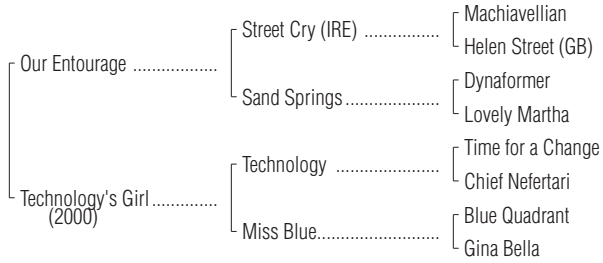 Machiavellian
Street Cry (IRE) ................
Helen Street (GB)
Our Entourage ..................
Dynaformer
Sand Springs....................
Lovely Martha
Time for a Change
Technology ......................
Chief Nefertari
Technology's Girl..............
(2000)
Blue Quadrant
Miss Blue..........................
Gina Bella